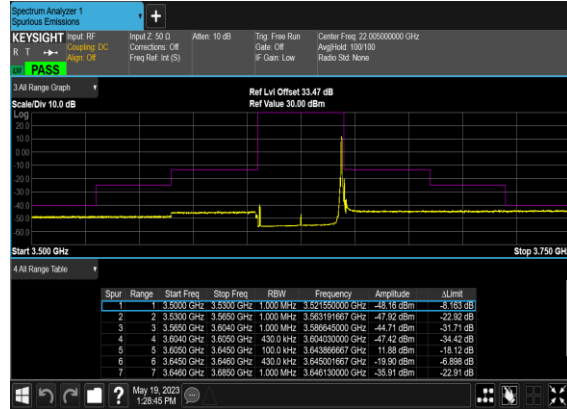 Spectrum Analyzer 1
Spurious Emissions
+
KEYSIGHT Input: RF Input Z: 50 Ω Atten: 10 dB Trig: Free Run Center Freq: 22.005000000 GHz
R T Coupling: DC Corrections: Off Gate: Off Avg|Hold: 100/100
Align: Off Freq Ref: Int (S) IF Gain: Low Radio Std: None
PASS
3 All Range Graph
Ref Lvl Offset 33.47 dB
Scale/Div 10.0 dB Ref Value 30.00 dBm
Log
20.0
10.0
0.00
-10.0
-20.0
-30.0
-40.0
-50.0
-60.0
Start 3.500 GHz Stop 3.750 GH
4 All Range Table
Spur Range Start Freq Stop Freq RBW Frequency Amplitude ΔLimit
1 1 3.5000 GHz 3.5300 GHz 1.000 MHz 3.521550000 GHz -48.16 dBm -8.163 dB
2 2 3.5300 GHz 3.5650 GHz 1.000 MHz 3.563191667 GHz -47.92 dBm -22.92 dB
3 3 3.5650 GHz 3.6040 GHz 1.000 MHz 3.586645000 GHz -44.71 dBm -31.71 dB
4 4 3.6040 GHz 3.6050 GHz 430.0 kHz 3.604030000 GHz -47.42 dBm -34.42 dB
5 5 3.6050 GHz 3.6450 GHz 100.0 kHz 3.643866667 GHz 11.88 dBm -18.12 dB
6 6 3.6450 GHz 3.6460 GHz 430.0 kHz 3.645001667 GHz -19.90 dBm -6.898 dB
7 7 3.6460 GHz 3.6850 GHz 1.000 MHz 3.646130000 GHz -35.91 dBm -22.91 dB
? May 19, 2023
1:28:45 PM